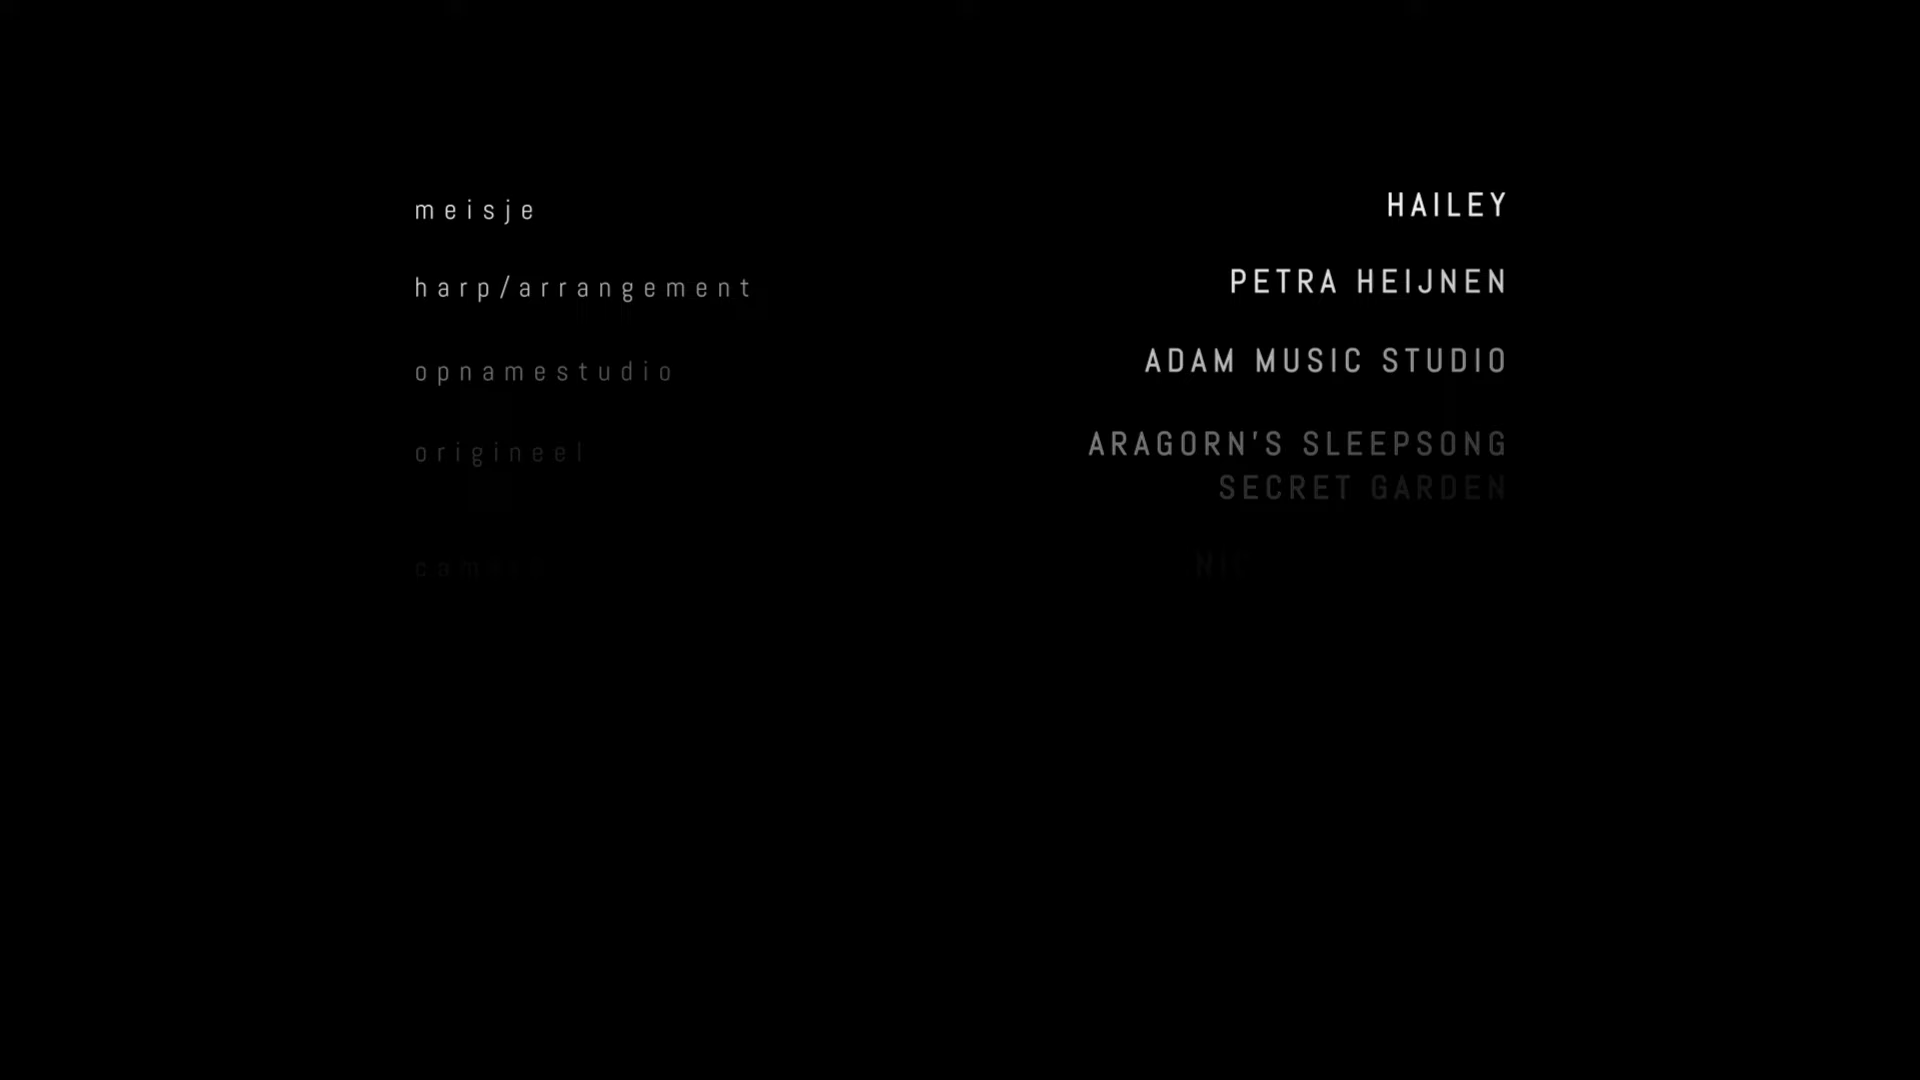 meisje HAILEY
harp/arrangement PETRA HEIJNEN
opnamestudio ADAM MUSIC STUDIO
origineel ARAGORN'S SLEEPSONG
SECRET GARDEN